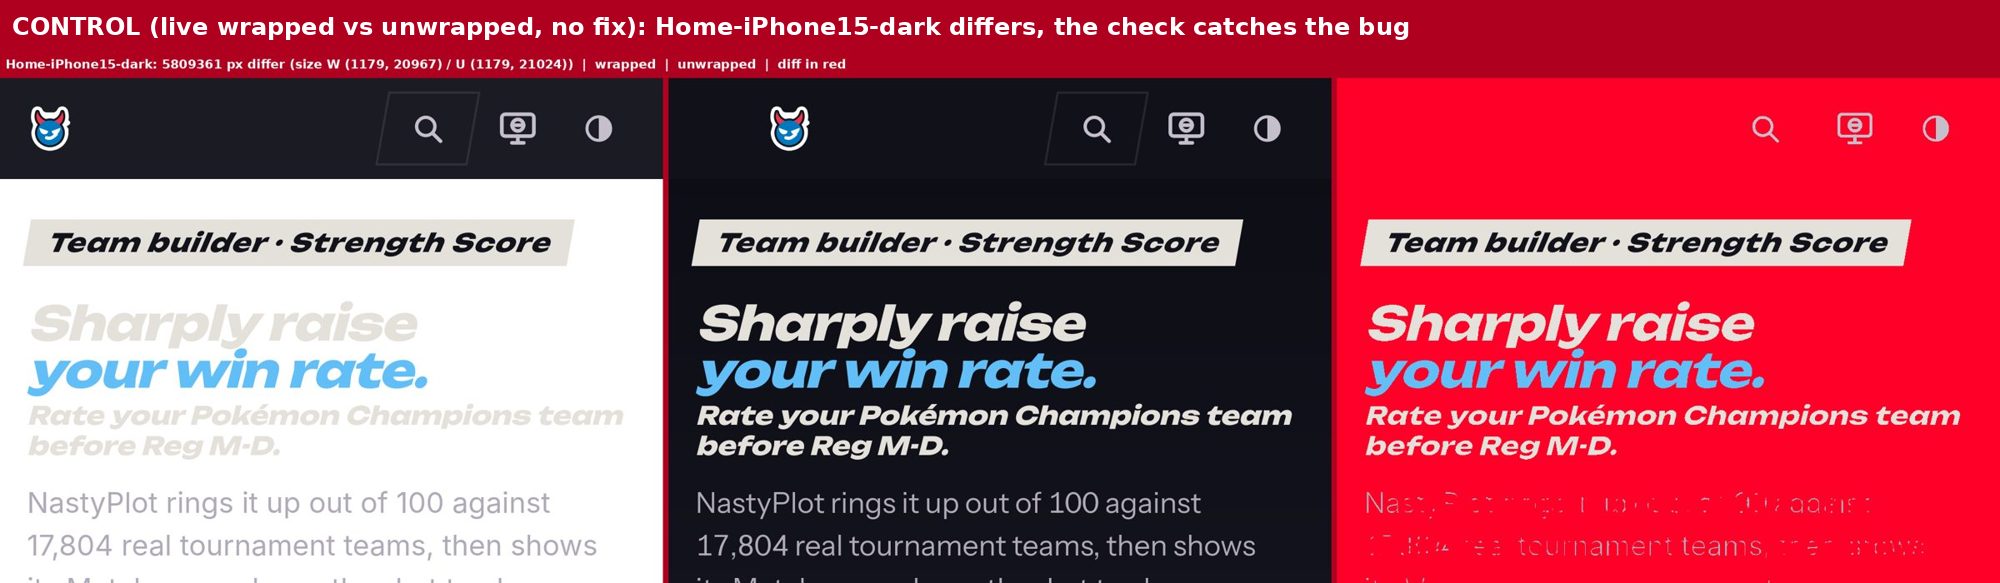 CONTROL (live wrapped vs unwrapped, no fix): Home-iPhone15-dark differs, the check catches the bug
Home-iPhone15-dark: 5809361 px differ (size W (1179, 20967) / U (1179, 21024)) | wrapped | unwrapped | diff in red
Team builder · Strength Score
Sharply raise
your win rate.
Rate your Pokémon Champions team
before Reg M-D.
NastyPlot rings it up out of 100 against
17,804 real tournament teams, then shows
Team builder · Strength Score
Sharply raise
your win rate.
Rate your Pokémon Champions team
before Reg M-D.
NastyPlot rings it up out of 100 against
17,804 real tournament teams, then shows
Team builder · Strength Score
Sharply raise
your win rate.
Rate your Pokémon Champions team
before Reg M-D.
tournament teams,